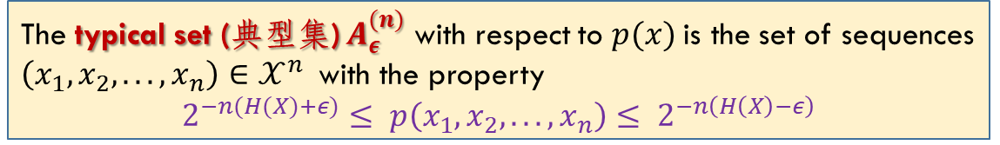 The typical set (典型集) $A_{\epsilon}^{(n)}$ with respect to $p(x)$ is the set of sequences
$(x_1, x_2, \ldots, x_n) \in \mathcal{X}^n$ with the property
$2^{-n(H(X)+\epsilon)} \leq p(x_1, x_2, \ldots, x_n) \leq 2^{-n(H(X)-\epsilon)}$